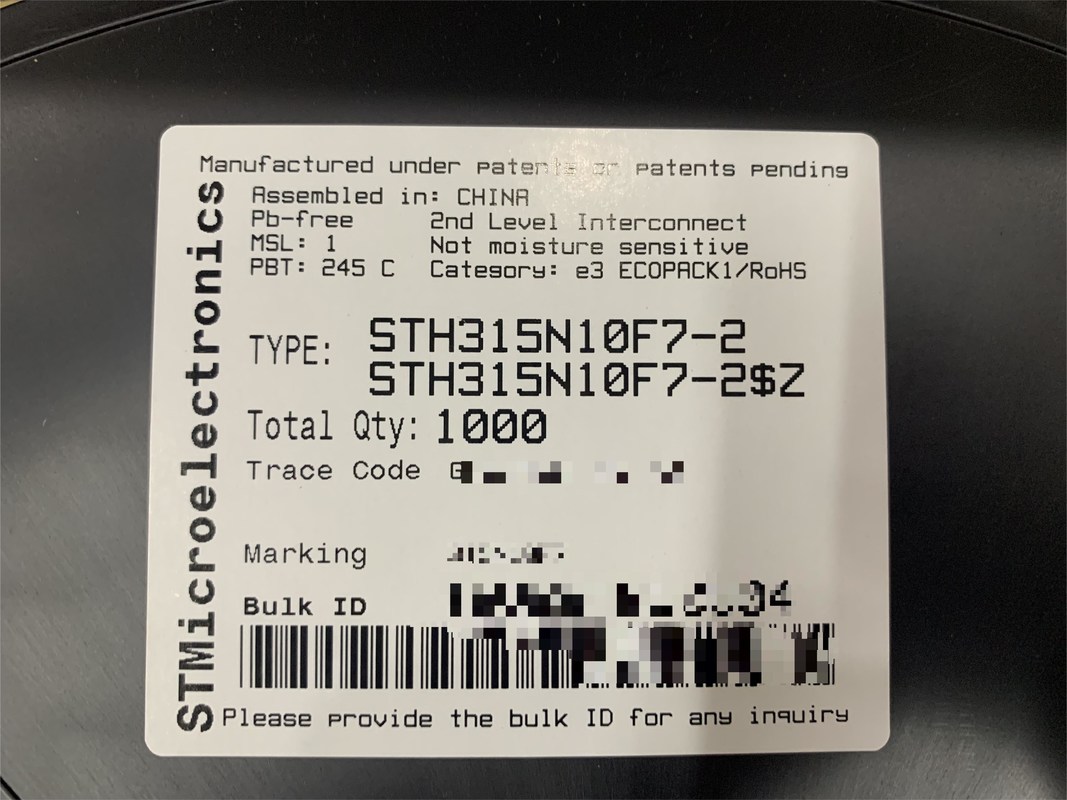 Manufactured under patents or patents pending
STMicroelectronics
Assembled in: CHINA
Pb-free 2nd Level Interconnect
MSL: 1 Not moisture sensitive
PBT: 245 C Category: e3 ECOPACK1/RoHS
TYPE: STH315N10F7-2
STH315N10F7-2$Z
Total Qty: 1000
Trace Code
Marking
Bulk ID
Please provide the bulk ID for any inquiry